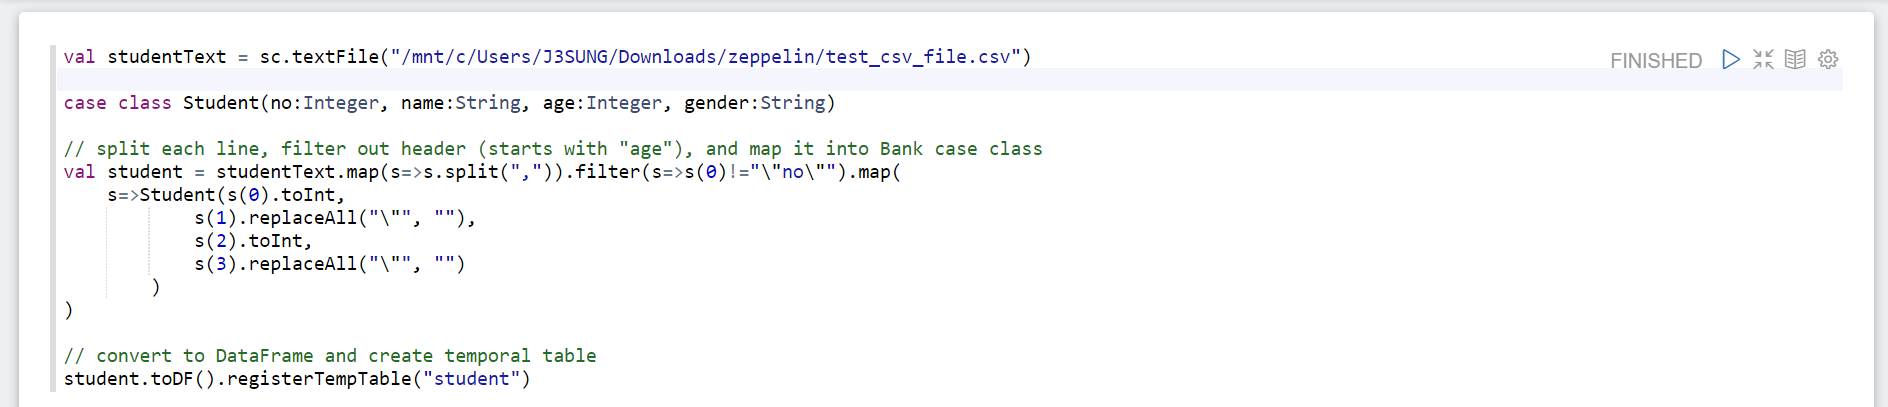 val studentText = sc.textFile("/mnt/c/Users/J3SUNG/Downloads/zeppelin/test_csv_file.csv")
FINISHED
case class Student(no:Integer, name:String, age:Integer, gender:String)
// split each line, filter out header (starts with "age"), and map it into Bank case class
val student = studentText.map(s=>s.split(",")).filter(s=>s(0)!="\"no\"").map(
    s=>Student(s(0).toInt,
            s(1).replaceAll("\"", ""),
            s(2).toInt,
            s(3).replaceAll("\"", "")
        )
)
// convert to DataFrame and create temporal table
student.toDF().registerTempTable("student")